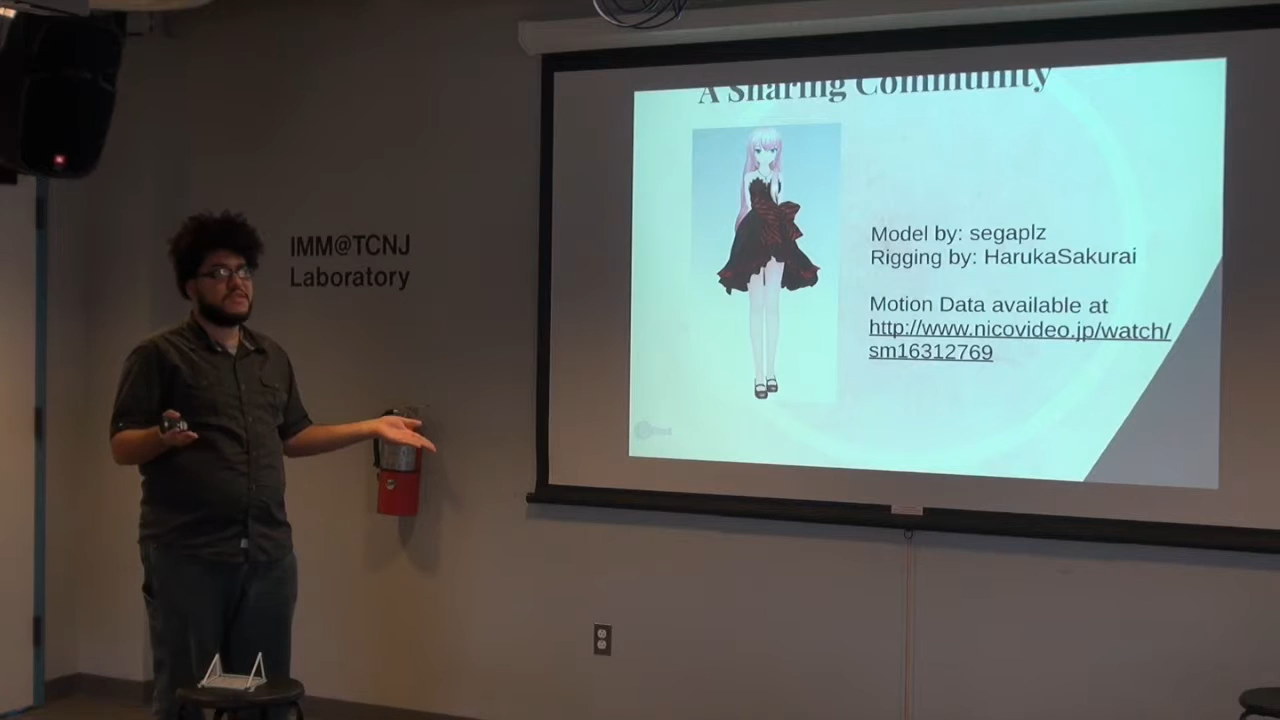 A Sharing Community
IMM@TCNJ
Laboratory
Model by: segaplz
Rigging by: HarukaSakurai
Motion Data available at
http://www.nicovideo.jp/watch/
sm16312769